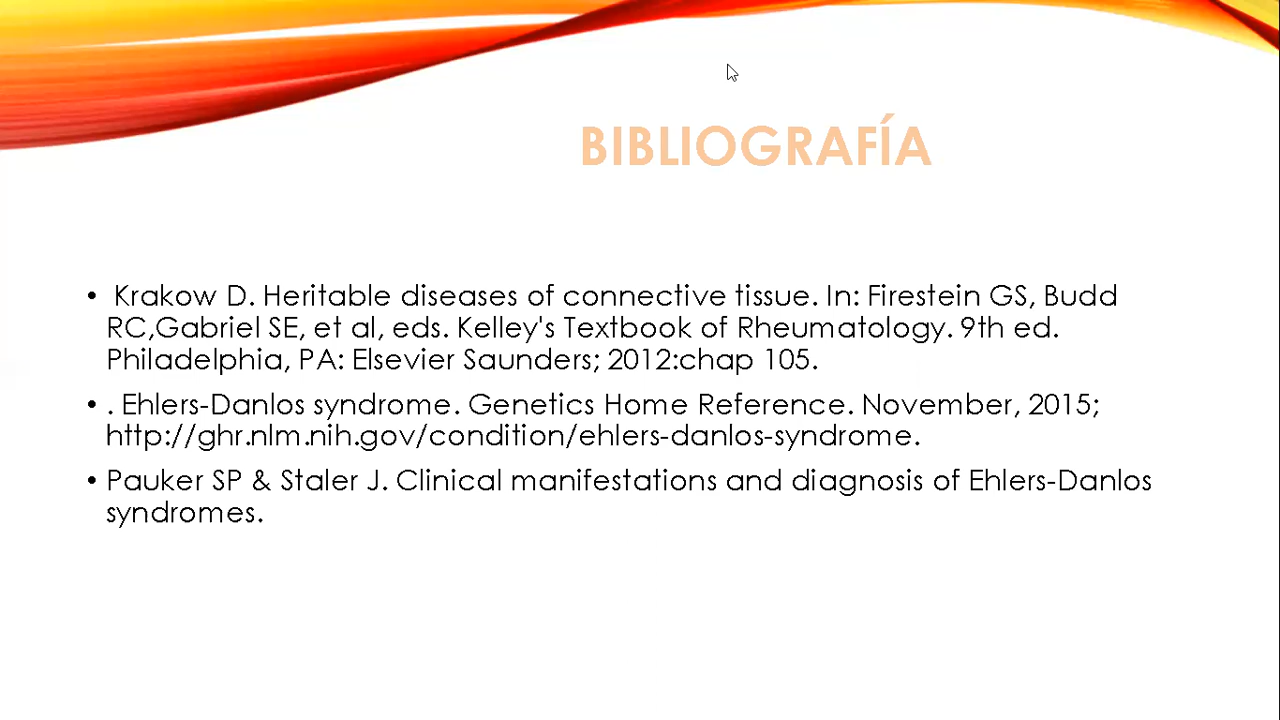 BIBLIOGRAFÍA
• Krakow D. Heritable diseases of connective tissue. In: Firestein GS, Budd
RC,Gabriel SE, et al, eds. Kelley's Textbook of Rheumatology. 9th ed.
Philadelphia, PA: Elsevier Saunders; 2012:chap 105.
• . Ehlers-Danlos syndrome. Genetics Home Reference. November, 2015;
http://ghr.nlm.nih.gov/condition/ehlers-danlos-syndrome.
• Pauker SP & Staler J. Clinical manifestations and diagnosis of Ehlers-Danlos
syndromes.